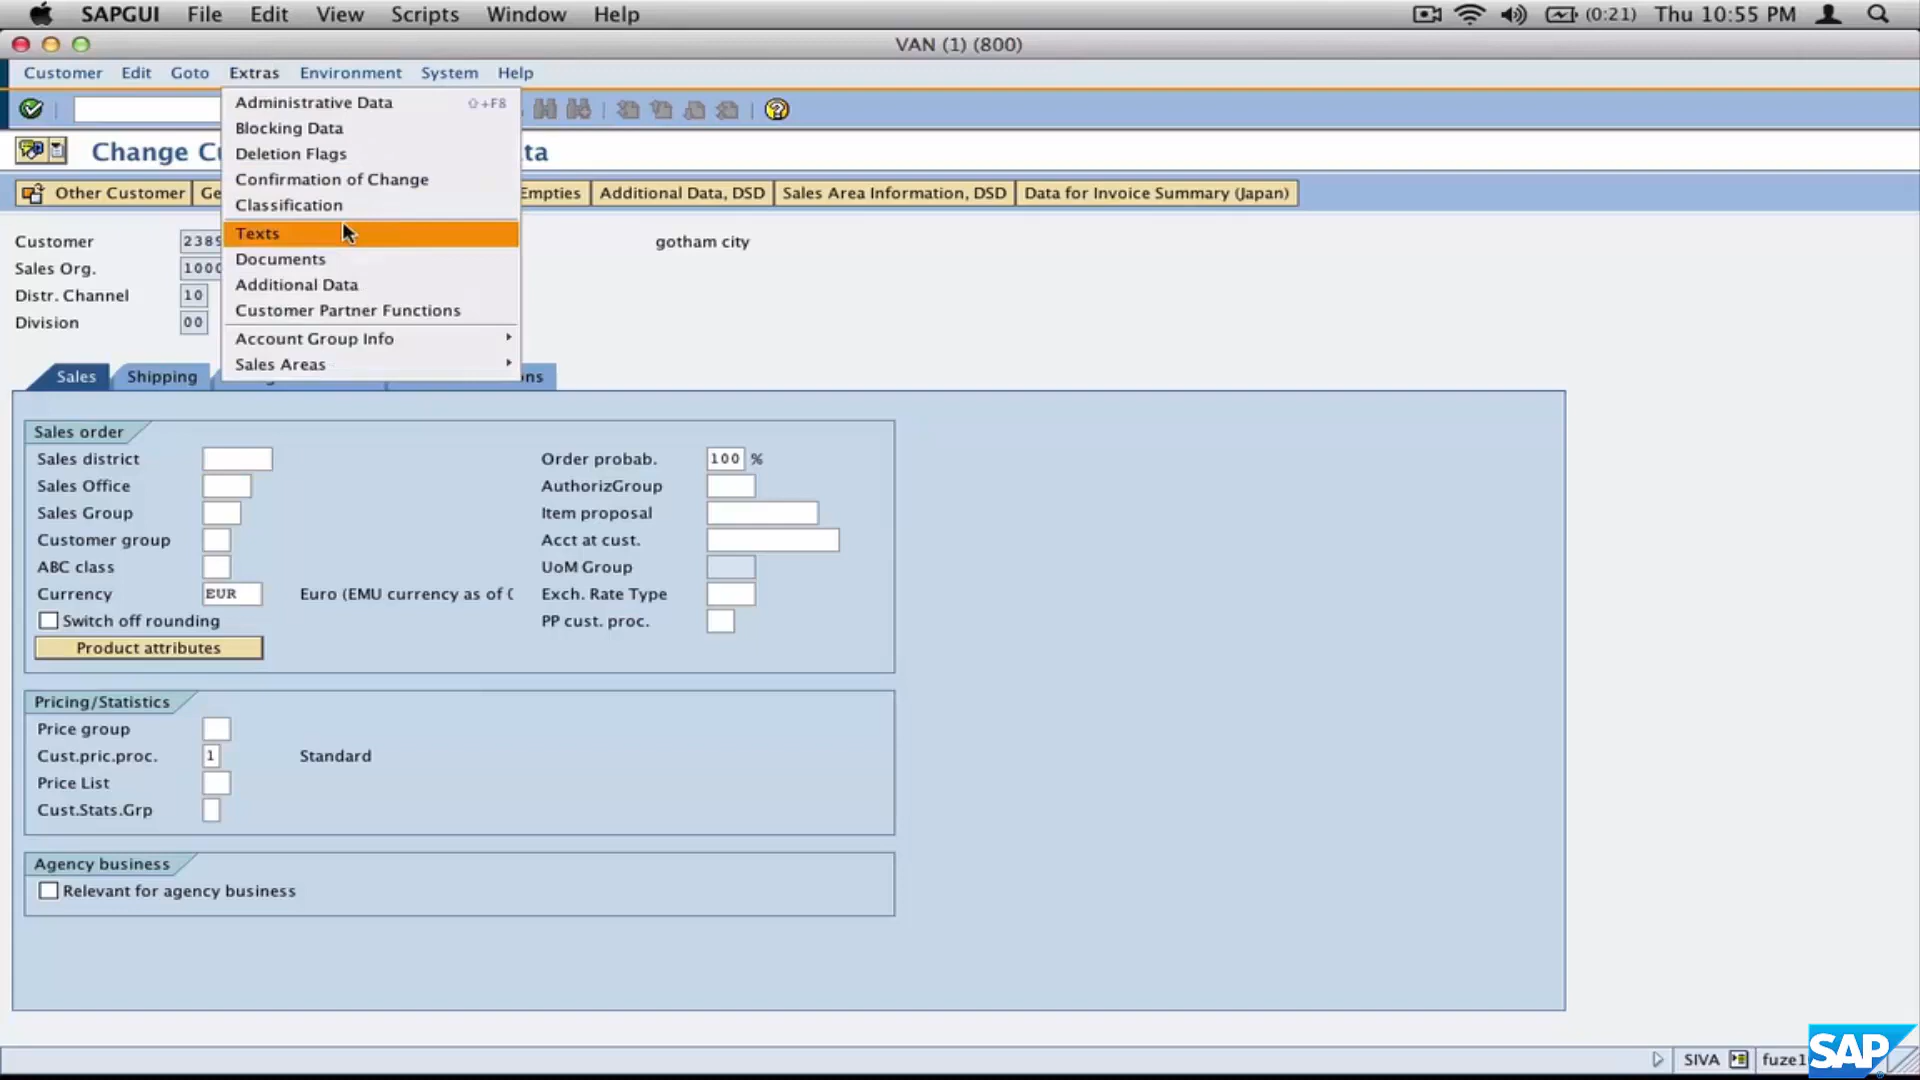 SAPGUI File Edit View Scripts Window Help (0:21) Thu 10:55 PM
VAN (1) (800)
Customer Edit Goto Extras Environment System Help
Administrative Data ⇧+F8
Blocking Data
Deletion Flags
Confirmation of Change
Classification
Texts
Documents
Additional Data
Customer Partner Functions
Account Group Info
Sales Areas
Change
Other Customer Empties Additional Data, DSD Sales Area Information, DSD Data for Invoice Summary (Japan)
Customer 2389 gotham city
Sales Org. 1000
Distr. Channel 10
Division 00
Sales Shipping
Sales order
Sales district Order probab. 100 %
Sales Office AuthorizGroup
Sales Group Item proposal
Customer group Acct at cust.
ABC class UoM Group
Currency EUR Euro (EMU currency as of Exch. Rate Type
Switch off rounding PP cust. proc.
Product attributes
Pricing/Statistics
Price group
Cust.pric.proc. 1 Standard
Price List
Cust.Stats.Grp
Agency business
Relevant for agency business
SIVA fuze1
SAP